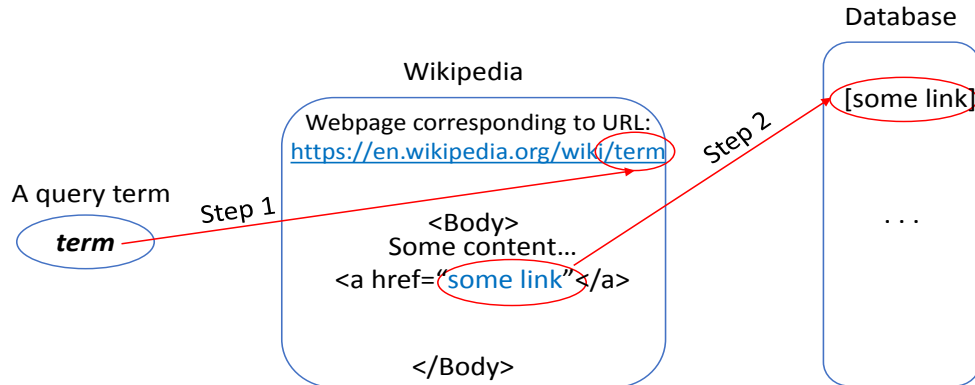 Database
Wikipedia
[some link]
Webpage corresponding to URL:
https://en.wikipedia.org/wiki/term
Step 2
A query term
Step 1
term
<Body>
Some content...
<a href=“some link”</a>
. . .
</Body>